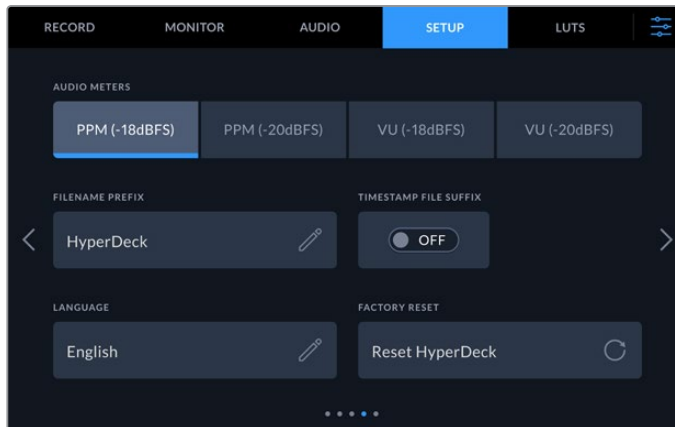 RECORD MONITOR AUDIO SETUP LUTS
AUDIO METERS
PPM (-18dBFS) PPM (-20dBFS) VU (-18dBFS) VU (-20dBFS)
FILENAME PREFIX TIMESTAMP FILE SUFFIX
HyperDeck OFF
LANGUAGE FACTORY RESET
English Reset HyperDeck